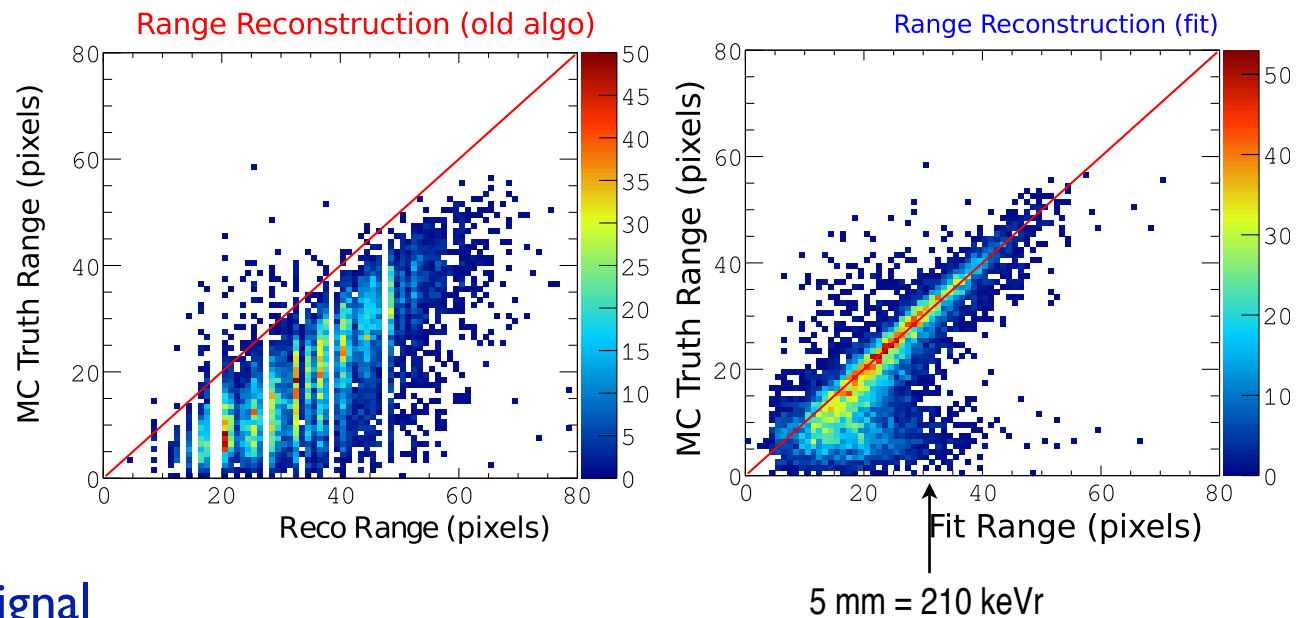 Range Reconstruction (old algo)
MC Truth Range (pixels)
80
60
40
20
0
0 20 40 60 80
Reco Range (pixels)
50
45
40
35
30
25
20
15
10
5
0
Range Reconstruction (fit)
MC Truth Range (pixels)
80
60
40
20
0
0 20 40 60 80
Fit Range (pixels)
50
40
30
20
10
0
5 mm = 210 keVr
ignal